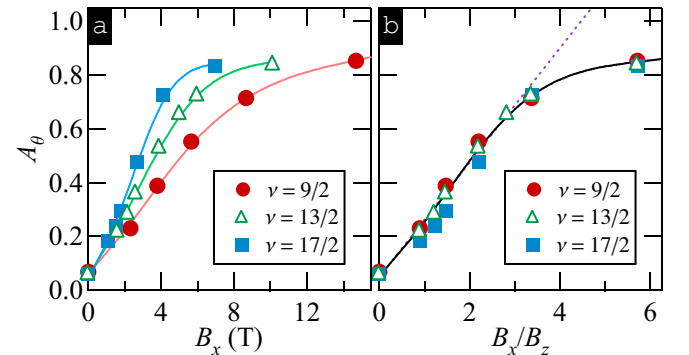 a
b
1.0
0.8
0.6
0.4
0.2
0.0
A_θ
ν = 9/2
ν = 13/2
ν = 17/2
ν = 9/2
ν = 13/2
ν = 17/2
0 4 8 12
0 2 4 6
B_x (T)
B_x/B_z